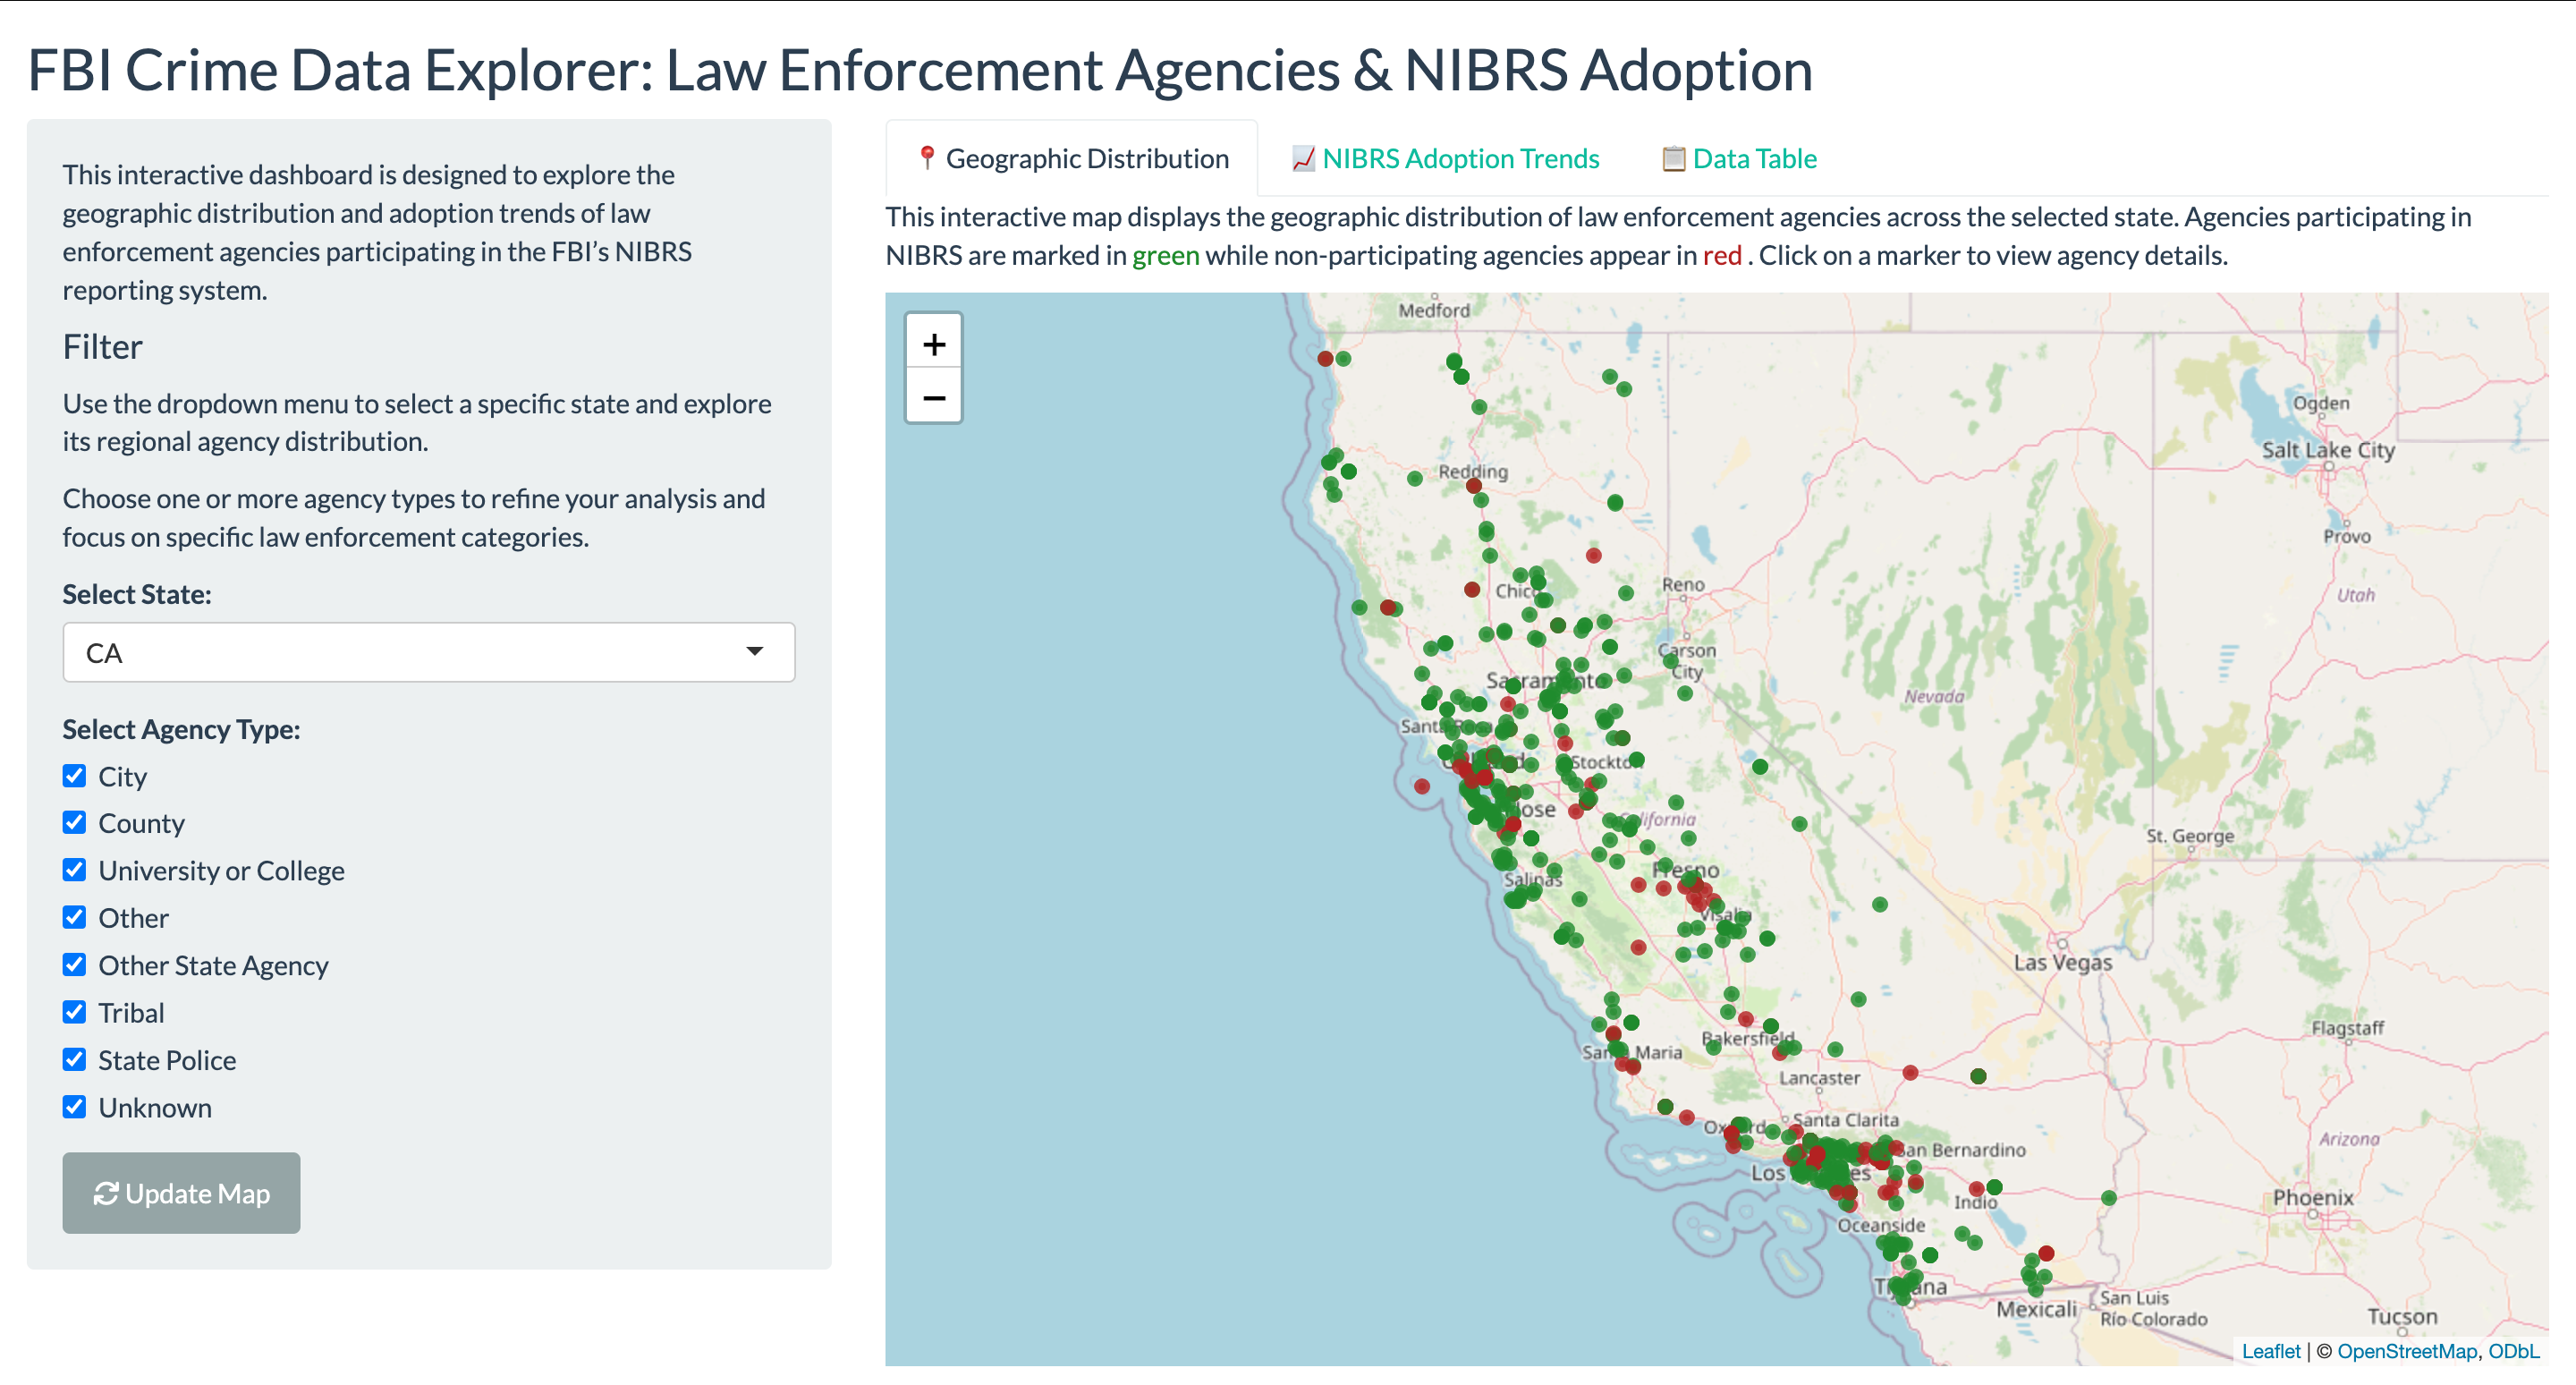 FBI Crime Data Explorer: Law Enforcement Agencies & NIBRS Adoption
This interactive dashboard is designed to explore the
geographic distribution and adoption trends of law
enforcement agencies participating in the FBI’s NIBRS
reporting system.
Filter
Use the dropdown menu to select a specific state and explore
its regional agency distribution.
Choose one or more agency types to refine your analysis and
focus on specific law enforcement categories.
Select State:
CA
Select Agency Type:
City
County
University or College
Other
Other State Agency
Tribal
State Police
Unknown
Update Map
Geographic Distribution
NIBRS Adoption Trends
Data Table
This interactive map displays the geographic distribution of law enforcement agencies across the selected state. Agencies participating in
NIBRS are marked in green while non-participating agencies appear in red . Click on a marker to view agency details.
+
−
Medford
Ogden
Salt Lake City
Redding
Provo
Reno
Chico
Utah
Carson
City
Sacramento
Nevada
Santa Rosa
Stockton
St. George
Fresno
Salinas
Visalia
Las Vegas
Flagstaff
Bakersfield
Santa Maria
Lancaster
Santa Clarita
Arizona
San Bernardino
Phoenix
Indio
Oceanside
Mexicali
San Luis
Río Colorado
Tucson
Leaflet | © OpenStreetMap, ODbL